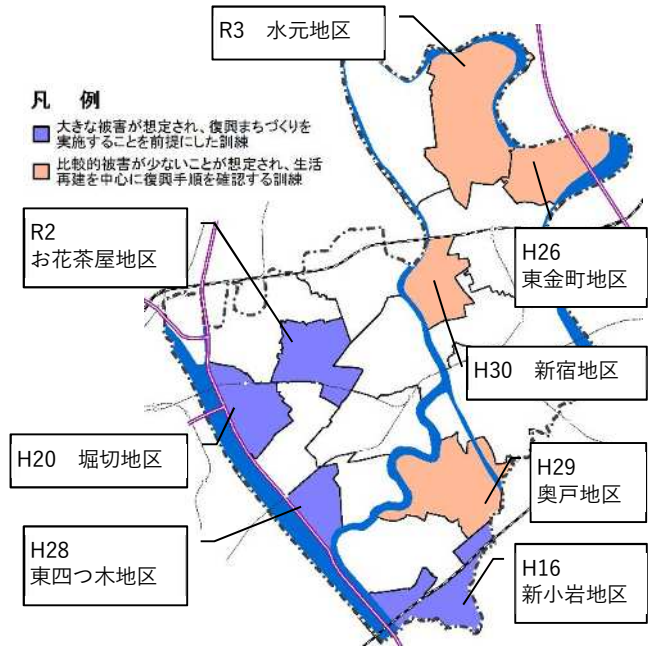 R3　水元地区
凡　例
大きな被害が想定され、復興まちづくりを
実施することを前提にした訓練
比較的被害が少ないことが想定され、生活
再建を中心に復興手順を確認する訓練
R2
お花茶屋地区
H26
東金町地区
H30　新宿地区
H20　堀切地区
H29
奥戸地区
H28
東四つ木地区
H16
新小岩地区